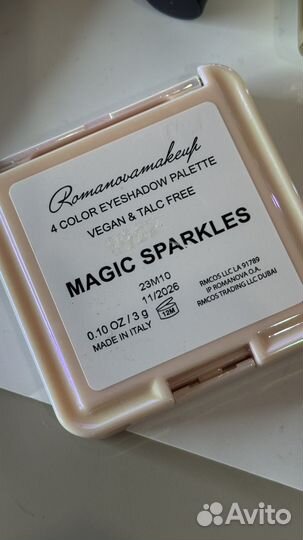 Romanovamakeup
4 COLOR EYESHADOW PALETTE
VEGAN & TALC FREE
MAGIC SPARKLES
23M10
11/2026
0.10 OZ / 3 g
MADE IN ITALY
12M
RMCOS LLC LA 91789
IP ROMANOVA O.A.
RMCOS TRADING LLC DUBAI
Avito